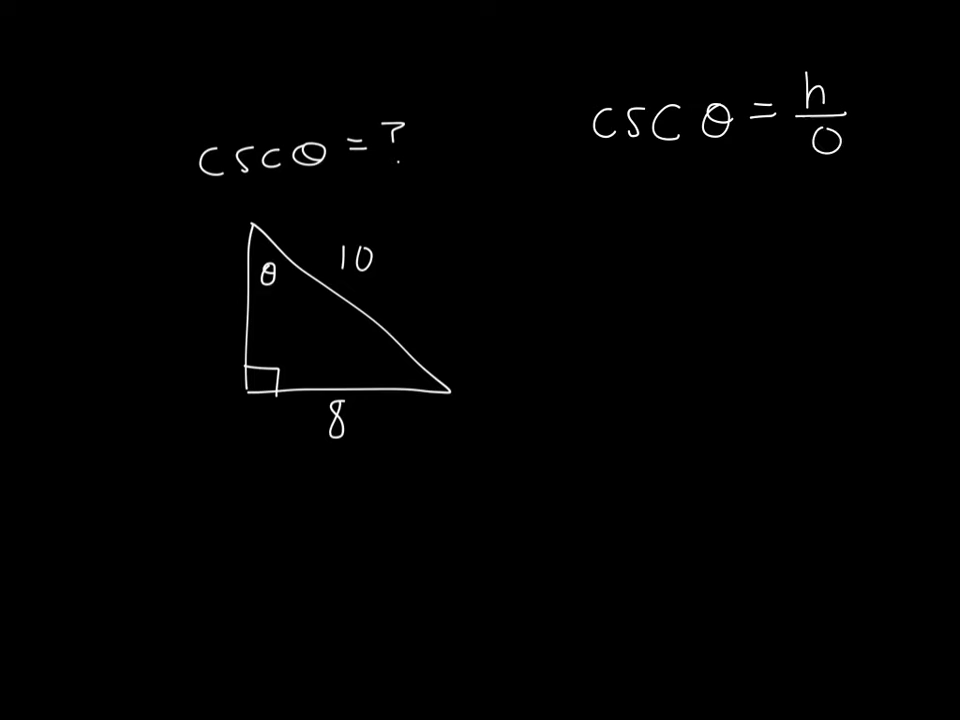 csc θ = ?
csc θ = h/o
θ
10
8